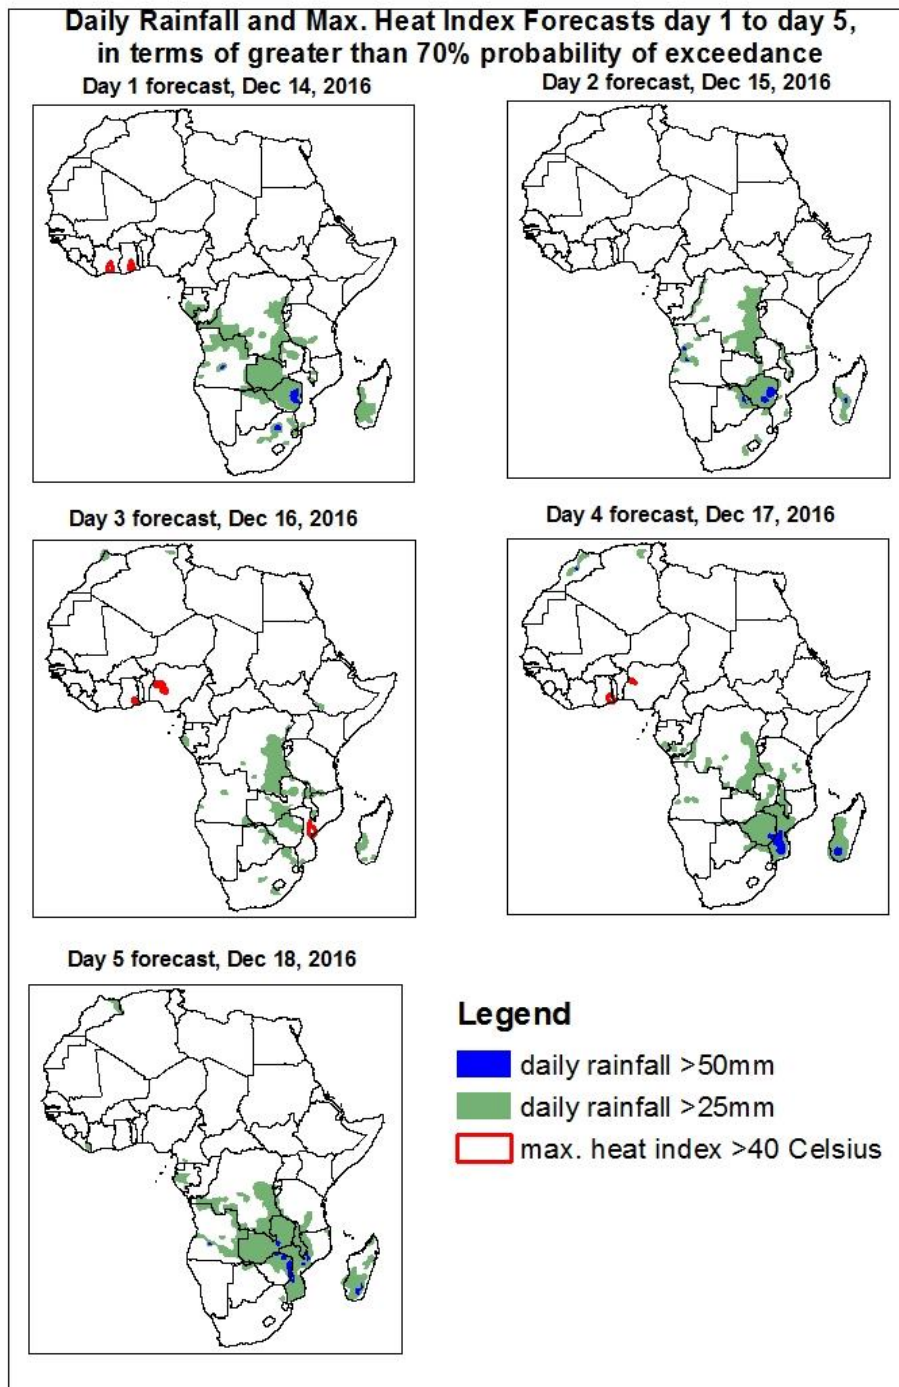 Daily Rainfall and Max. Heat Index Forecasts day 1 to day 5,
in terms of greater than 70% probability of exceedance
Day 1 forecast, Dec 14, 2016
Day 2 forecast, Dec 15, 2016
Day 3 forecast, Dec 16, 2016
Day 4 forecast, Dec 17, 2016
Day 5 forecast, Dec 18, 2016
Legend
daily rainfall >50mm
daily rainfall >25mm
max. heat index >40 Celsius